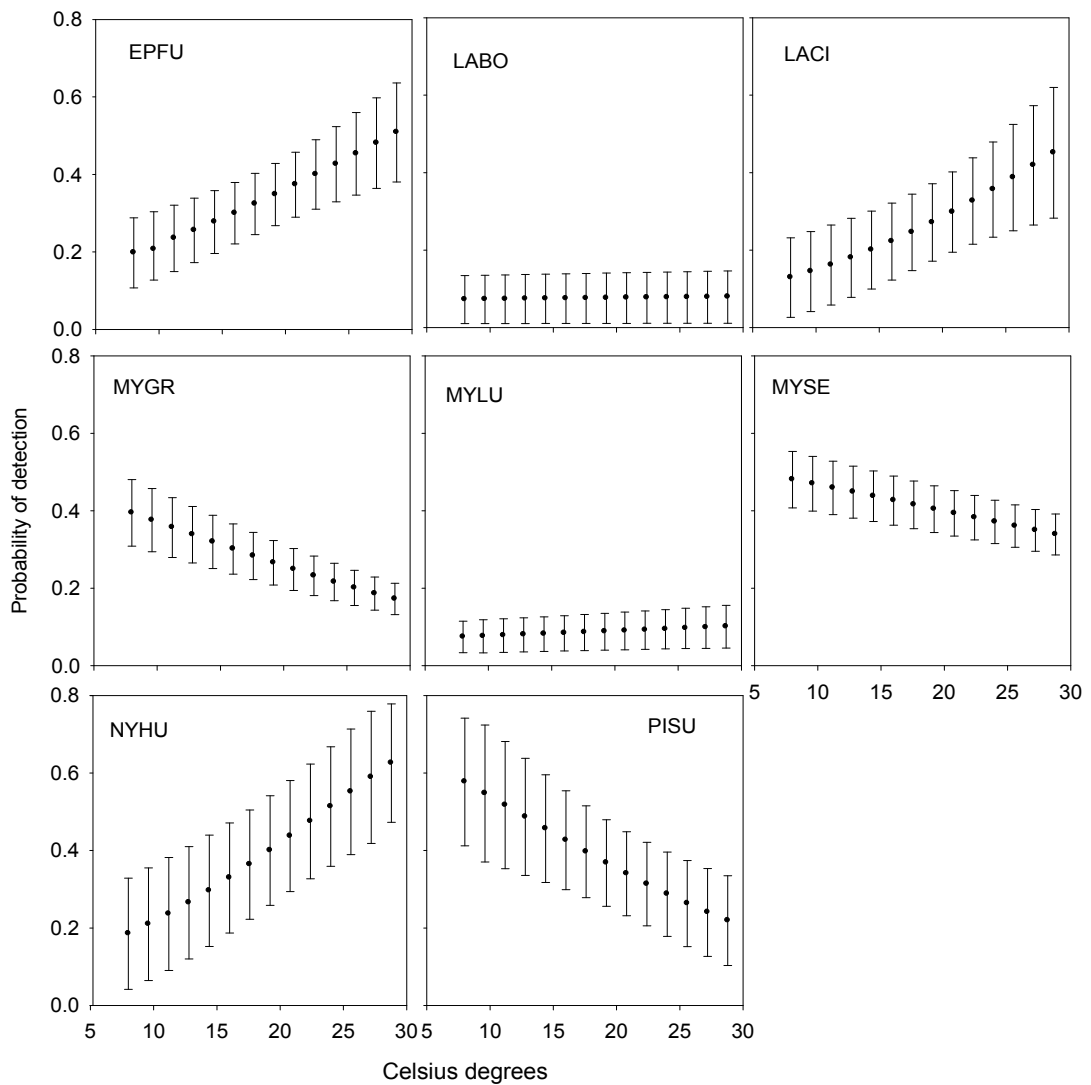 0.8
EPFU
LABO
LACI
0.6
0.4
0.2
0.0
0.8
MYGR
MYLU
MYSE
0.6
0.4
0.2
0.0
Probability of detection
5 10 15 20 25 30
0.8
NYHU
PISU
0.6
0.4
0.2
0.0
5 10 15 20 25 30 5 10 15 20 25 30
Celsius degrees